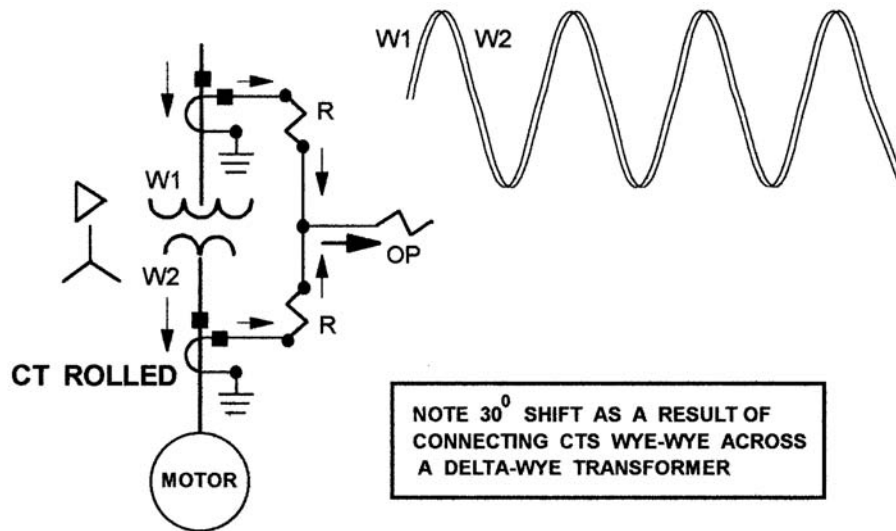 W1 W2
R
W1
OP
W2
R
CT ROLLED
MOTOR
NOTE 30⁰ SHIFT AS A RESULT OF
CONNECTING CTS WYE-WYE ACROSS
A DELTA-WYE TRANSFORMER